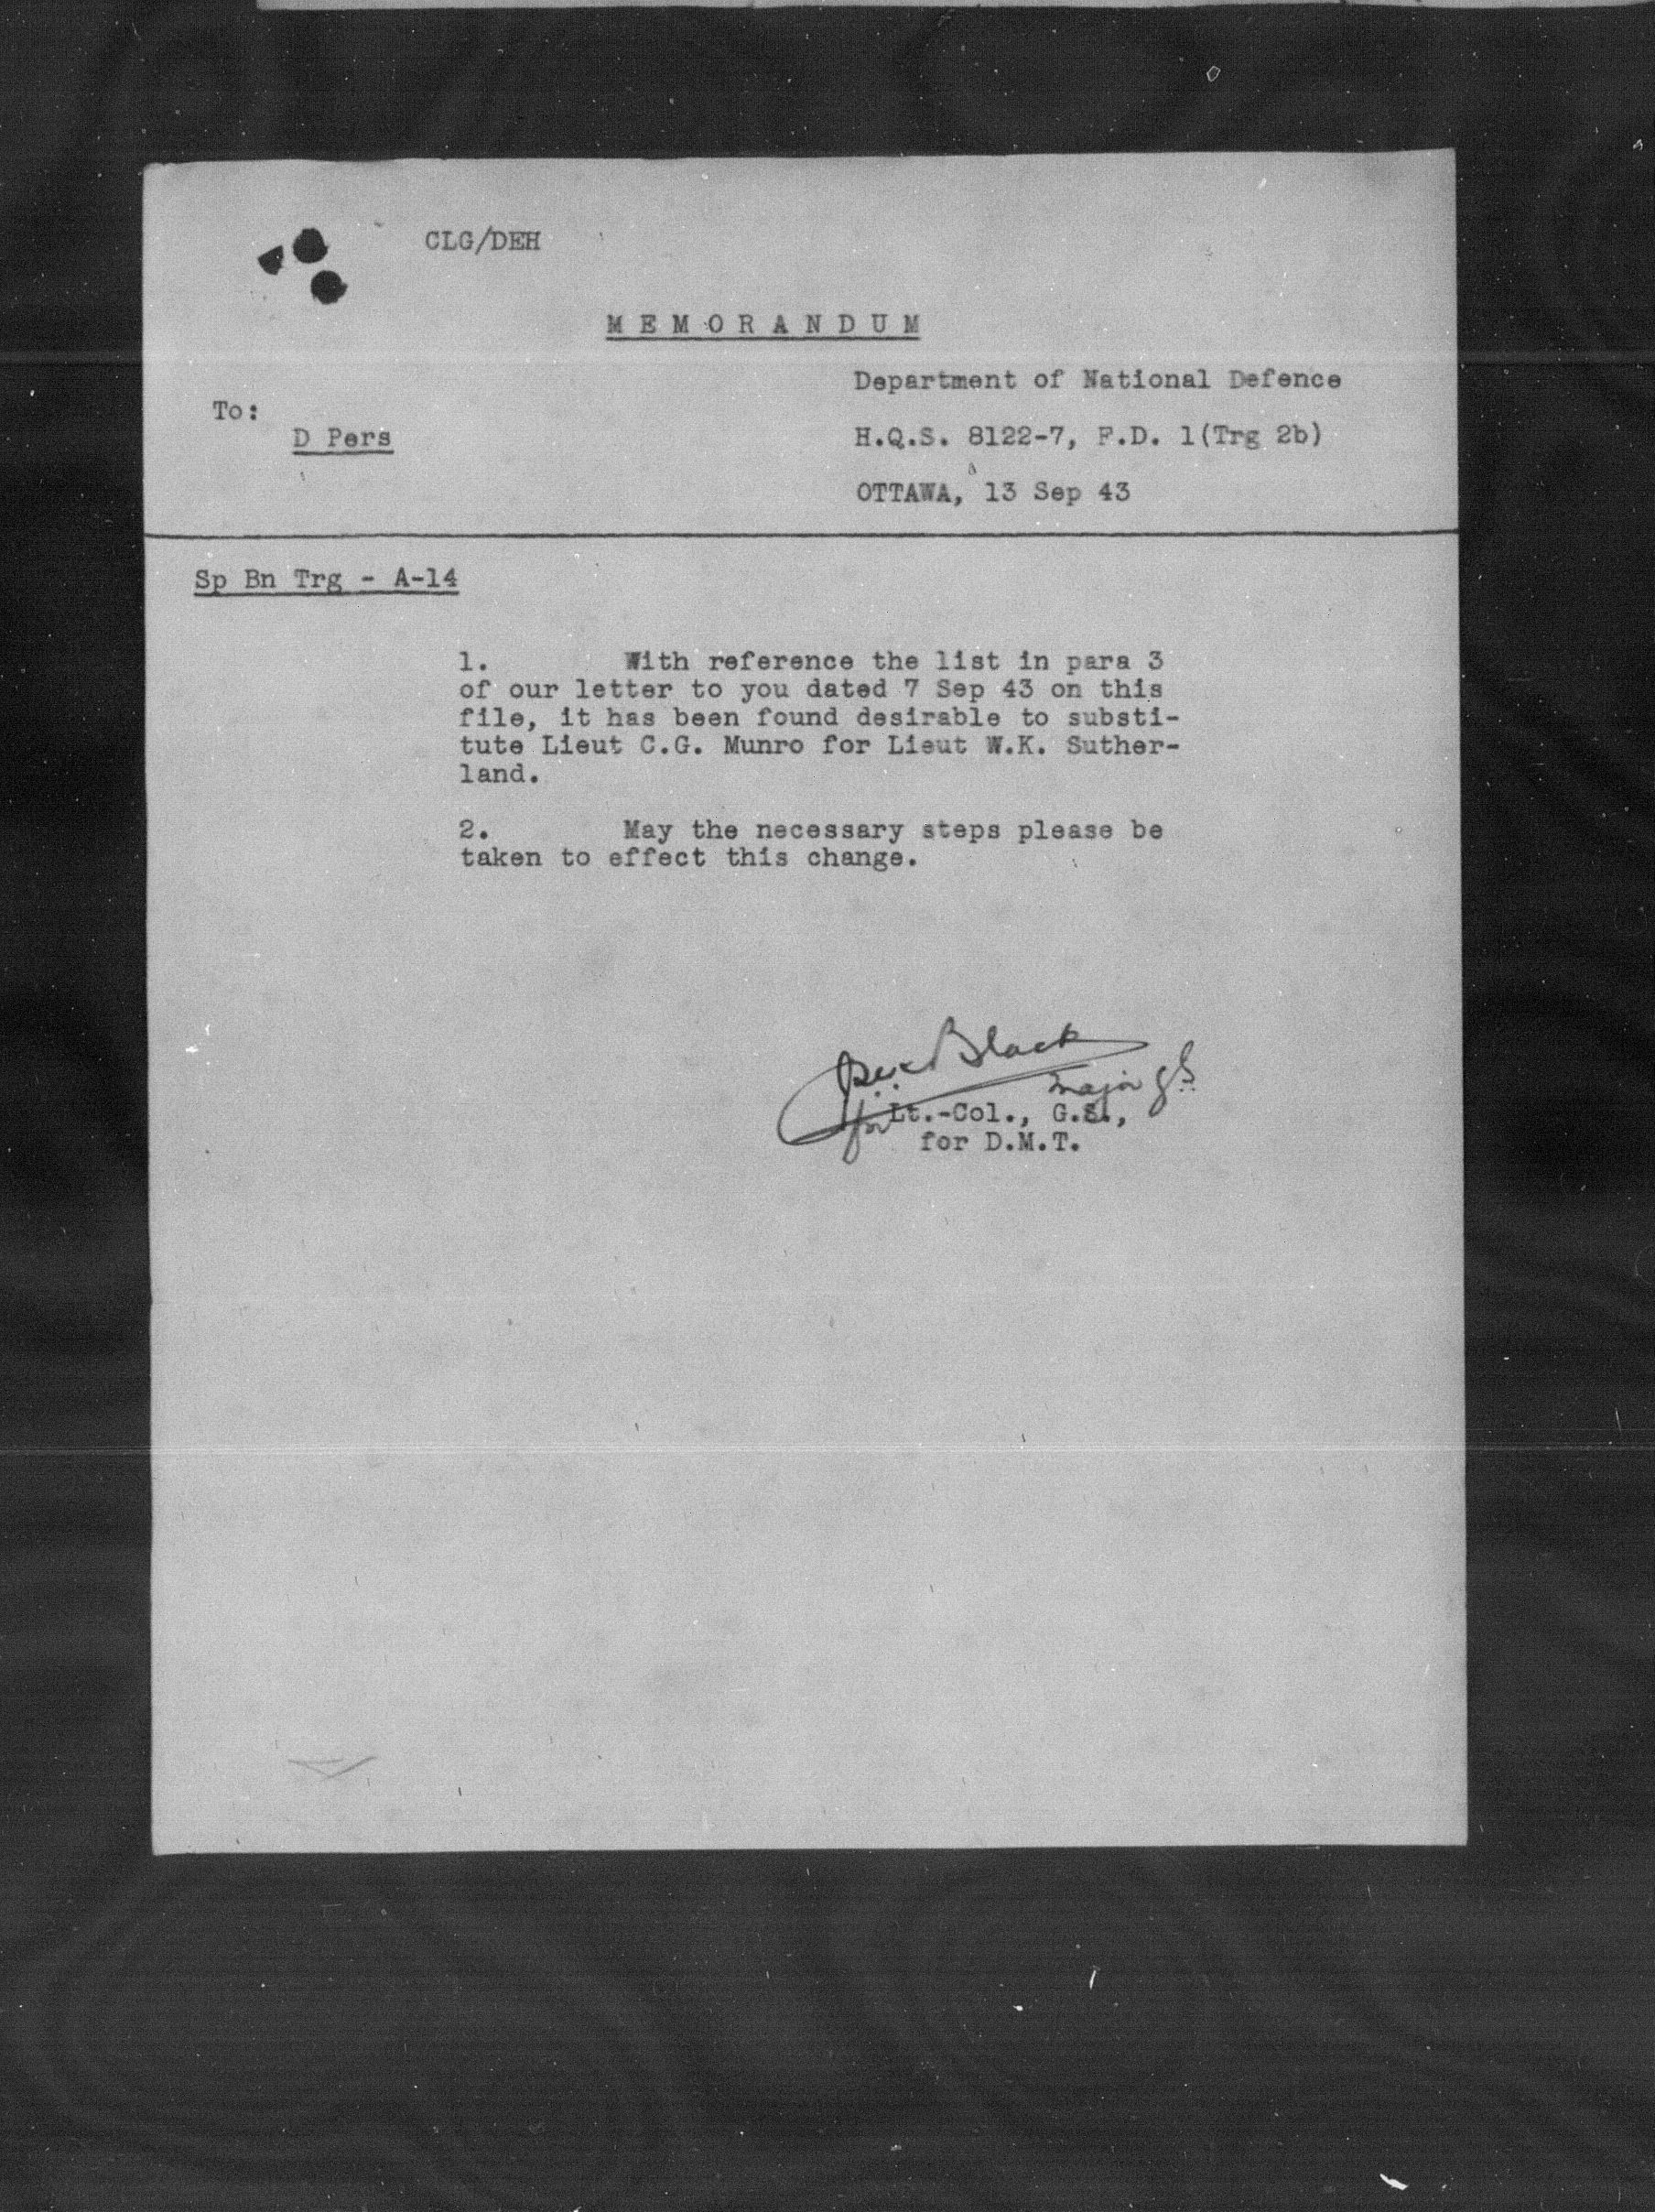 CLG/DEH
MEMORANDUM
Department of National Defence
To:
D Pers
H.Q.S. 8122-7, F.D. 1(Trg 2b)
OTTAWA, 13 Sep 43
Sp Bn Trg - A-14
1. With reference the list in para 3
of our letter to you dated 7 Sep 43 on this
file, it has been found desirable to substi-
tute Lieut C.G. Munro for Lieut W.K. Suther-
land.
2. May the necessary steps please be
taken to effect this change.
Black
Major GS
for Lt.-Col., G.S.,
for D.M.T.